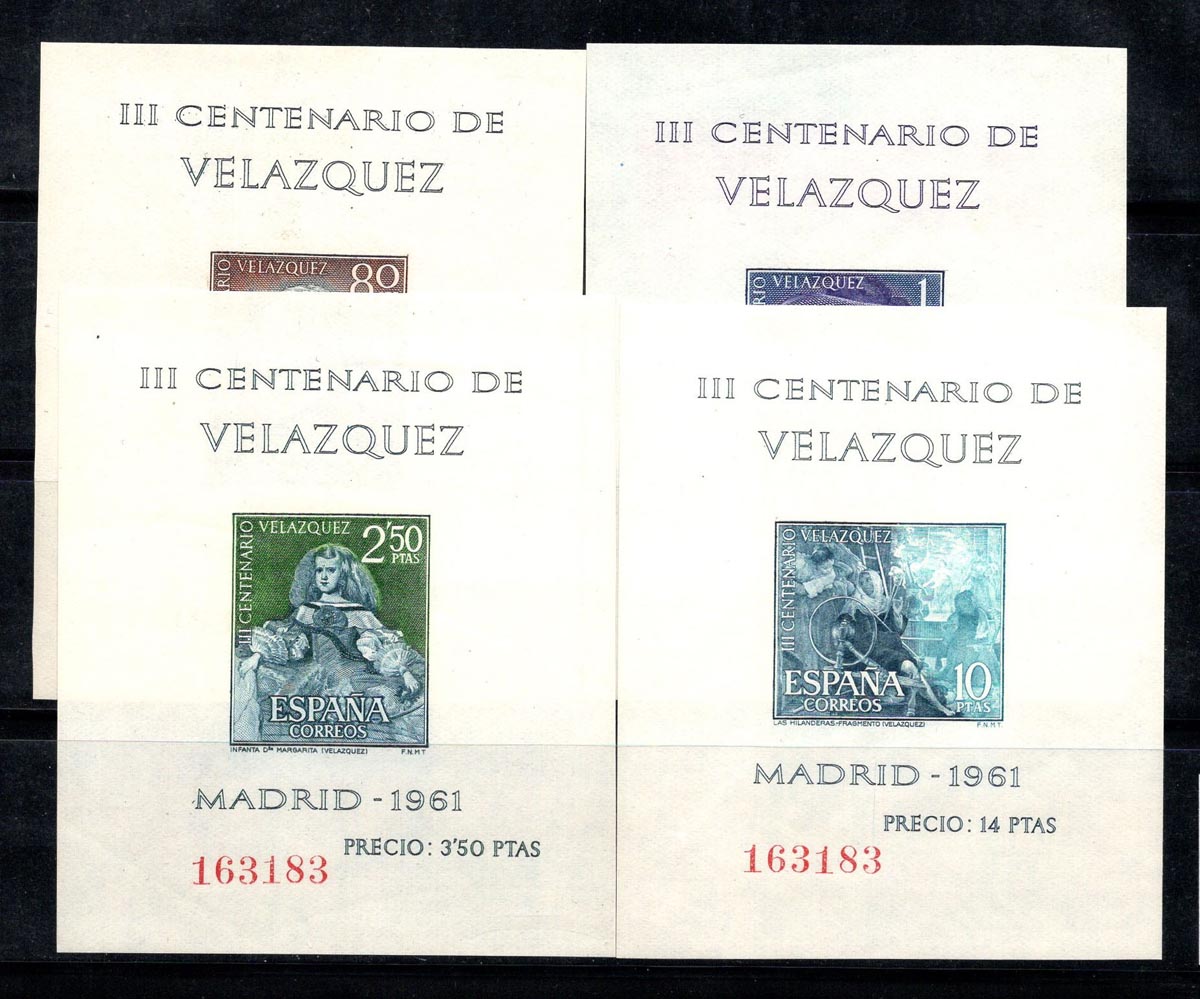 III CENTENARIO DE
VELAZQUEZ
VELAZQUEZ 80
III CENTENARIO DE
VELAZQUEZ
VELAZQUEZ 1
III CENTENARIO DE
VELAZQUEZ
III CENTENARIO VELAZQUEZ
2'50
PTAS
ESPAÑA
CORREOS
INFANTA Dña MARGARITA (VELAZQUEZ) F.N.M.T
MADRID - 1961
PRECIO: 3'50 PTAS
163183
III CENTENARIO DE
VELAZQUEZ
III CENTENARIO VELAZQUEZ
ESPAÑA
CORREOS
10
PTAS
LAS HILANDERAS-FRAGMENTO (VELAZQUEZ) F.N.M.T
MADRID - 1961
PRECIO: 14 PTAS
163183